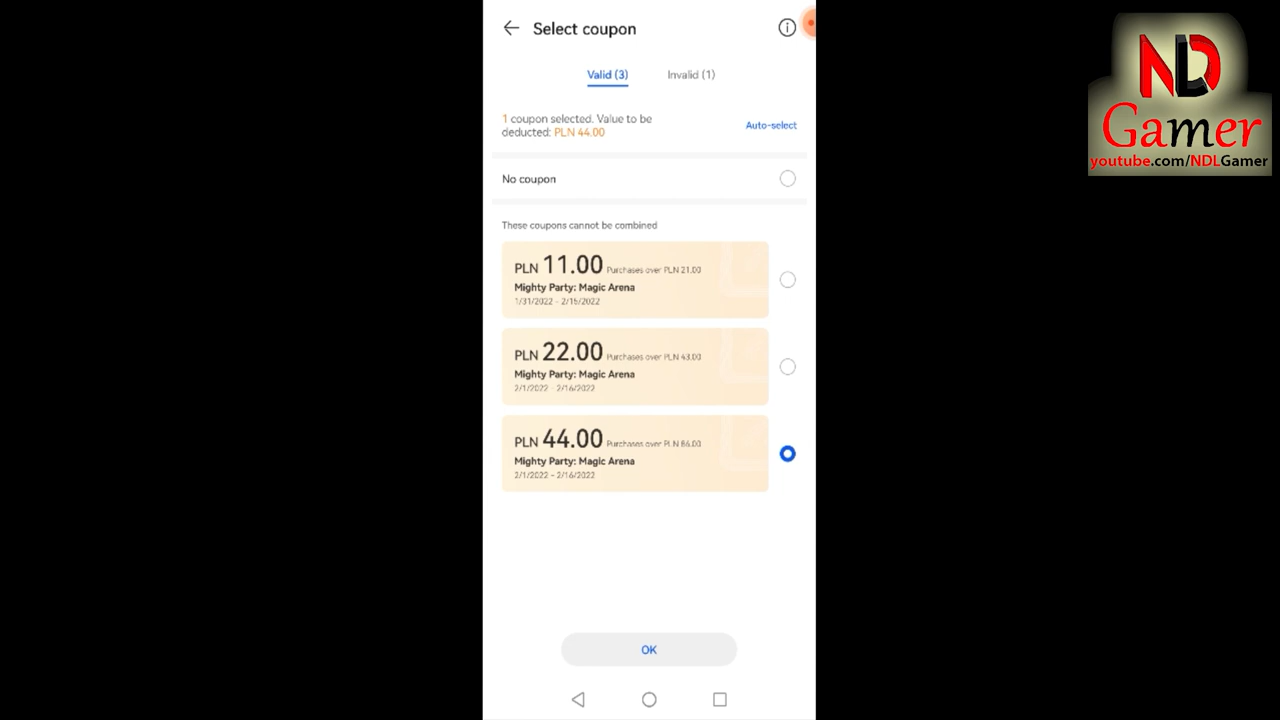 Select coupon
Valid (3)
Invalid (1)
1 coupon selected. Value to be
deducted: PLN 44.00
Auto-select
No coupon
These coupons cannot be combined
PLN 11.00 Purchases over PLN 21.00
Mighty Party: Magic Arena
1/31/2022 - 2/15/2022
PLN 22.00 Purchases over PLN 43.00
Mighty Party: Magic Arena
2/1/2022 - 2/16/2022
PLN 44.00 Purchases over PLN 86.00
Mighty Party: Magic Arena
2/1/2022 - 2/16/2022
OK
ND
Gamer
youtube.com/NDLGamer